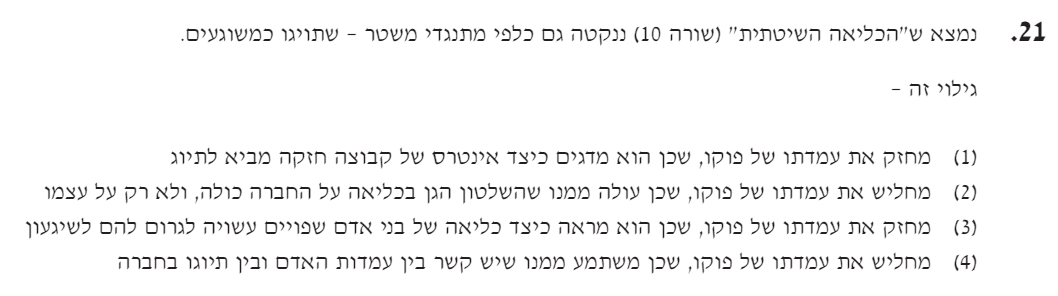 21. נמצא ש"הכליאה השיטתית" (שורה 10) ננקטה גם כלפי מתנגדי משטר – שתויגו כמשוגעים.
גילוי זה –
(1) מחזק את עמדתו של פוקו, שכן הוא מדגים כיצד אינטרס של קבוצה חזקה מביא לתיוג
(2) מחליש את עמדתו של פוקו, שכן עולה ממנו שהשלטון הגן בכליאה על החברה כולה, ולא רק על עצמו
(3) מחזק את עמדתו של פוקו, שכן הוא מראה כיצד כליאה של בני אדם שפויים עשויה לגרום להם לשיגעון
(4) מחליש את עמדתו של פוקו, שכן משתמע ממנו שיש קשר בין עמדות האדם ובין תיוגו בחברה